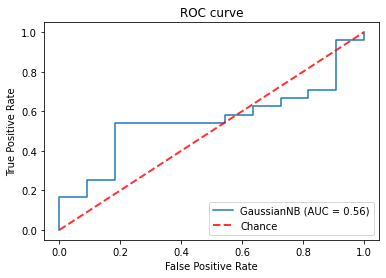 ROC curve
True Positive Rate
1.0
0.8
0.6
0.4
0.2
0.0
GaussianNB (AUC = 0.56)
Chance
0.0 0.2 0.4 0.6 0.8 1.0
False Positive Rate